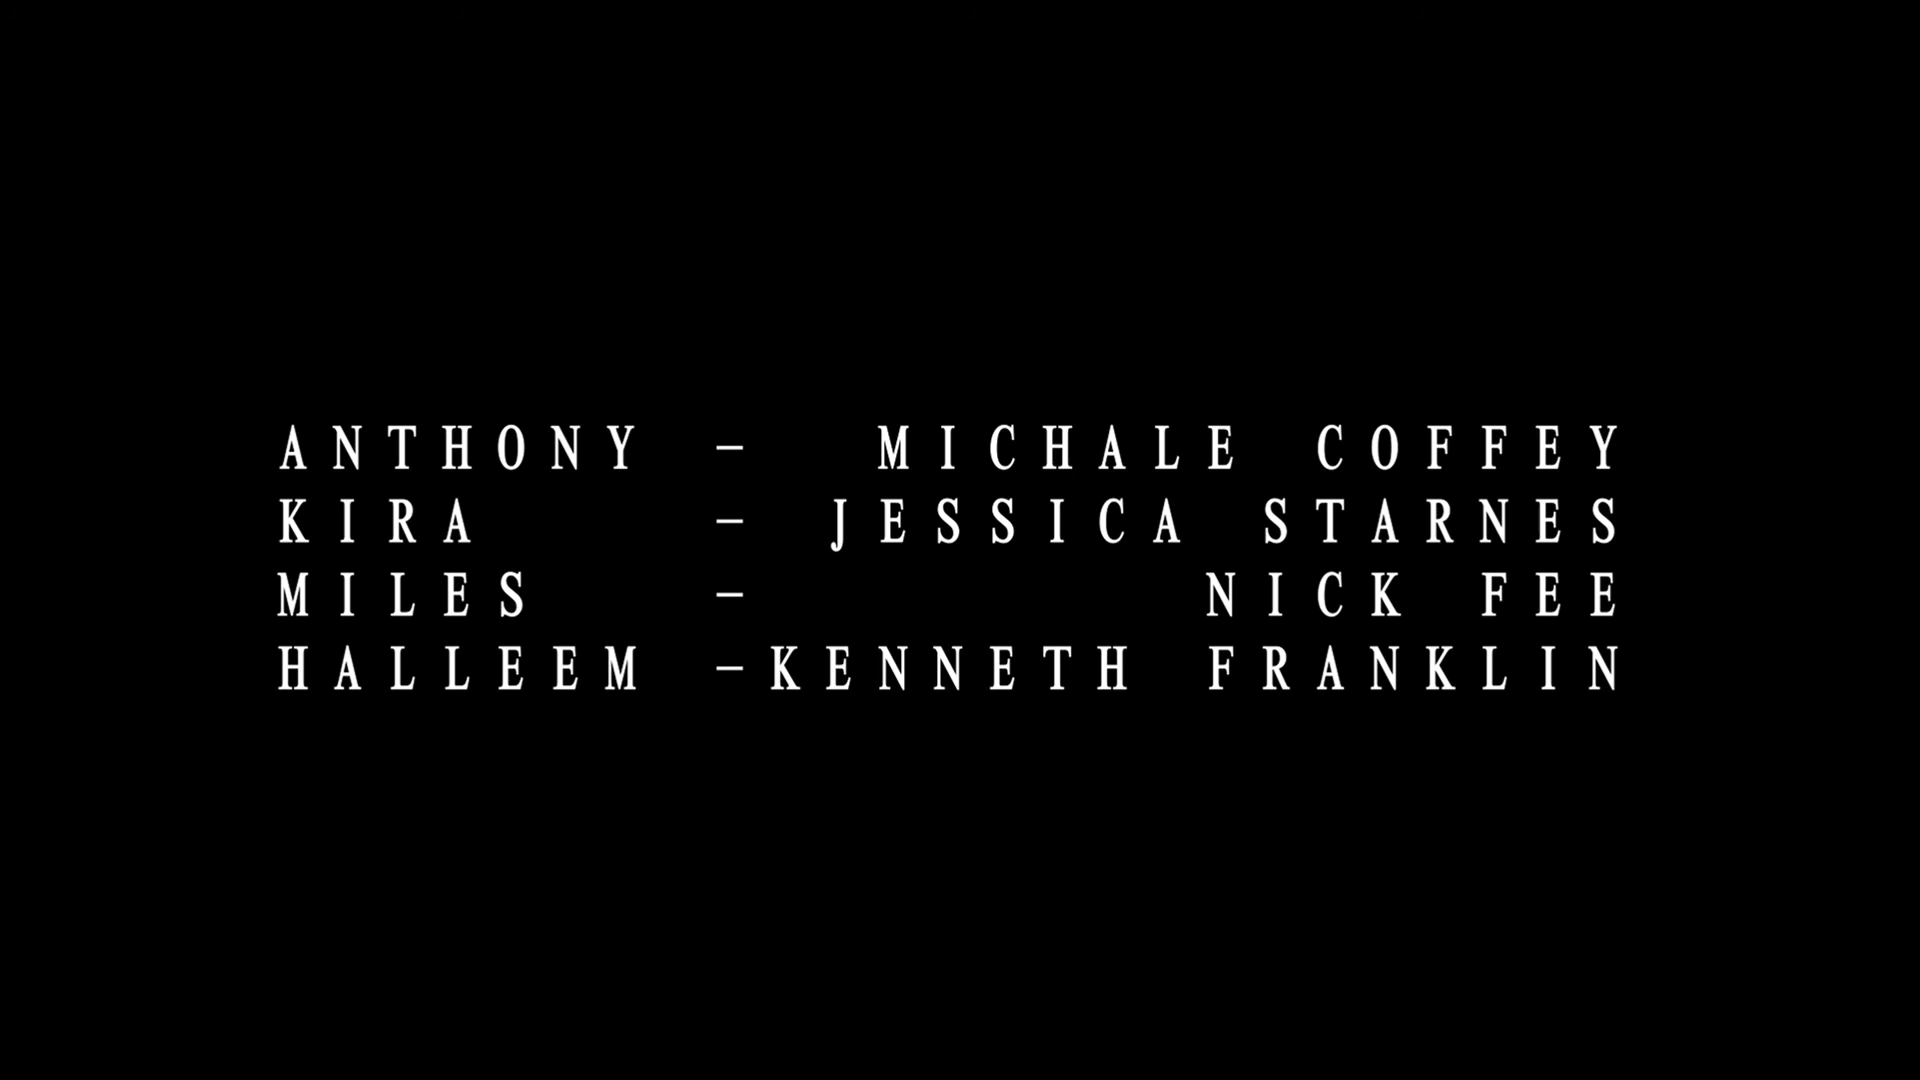 ANTHONY - MICHALE COFFEY
KIRA - JESSICA STARNES
MILES - NICK FEE
HALLEEM -KENNETH FRANKLIN